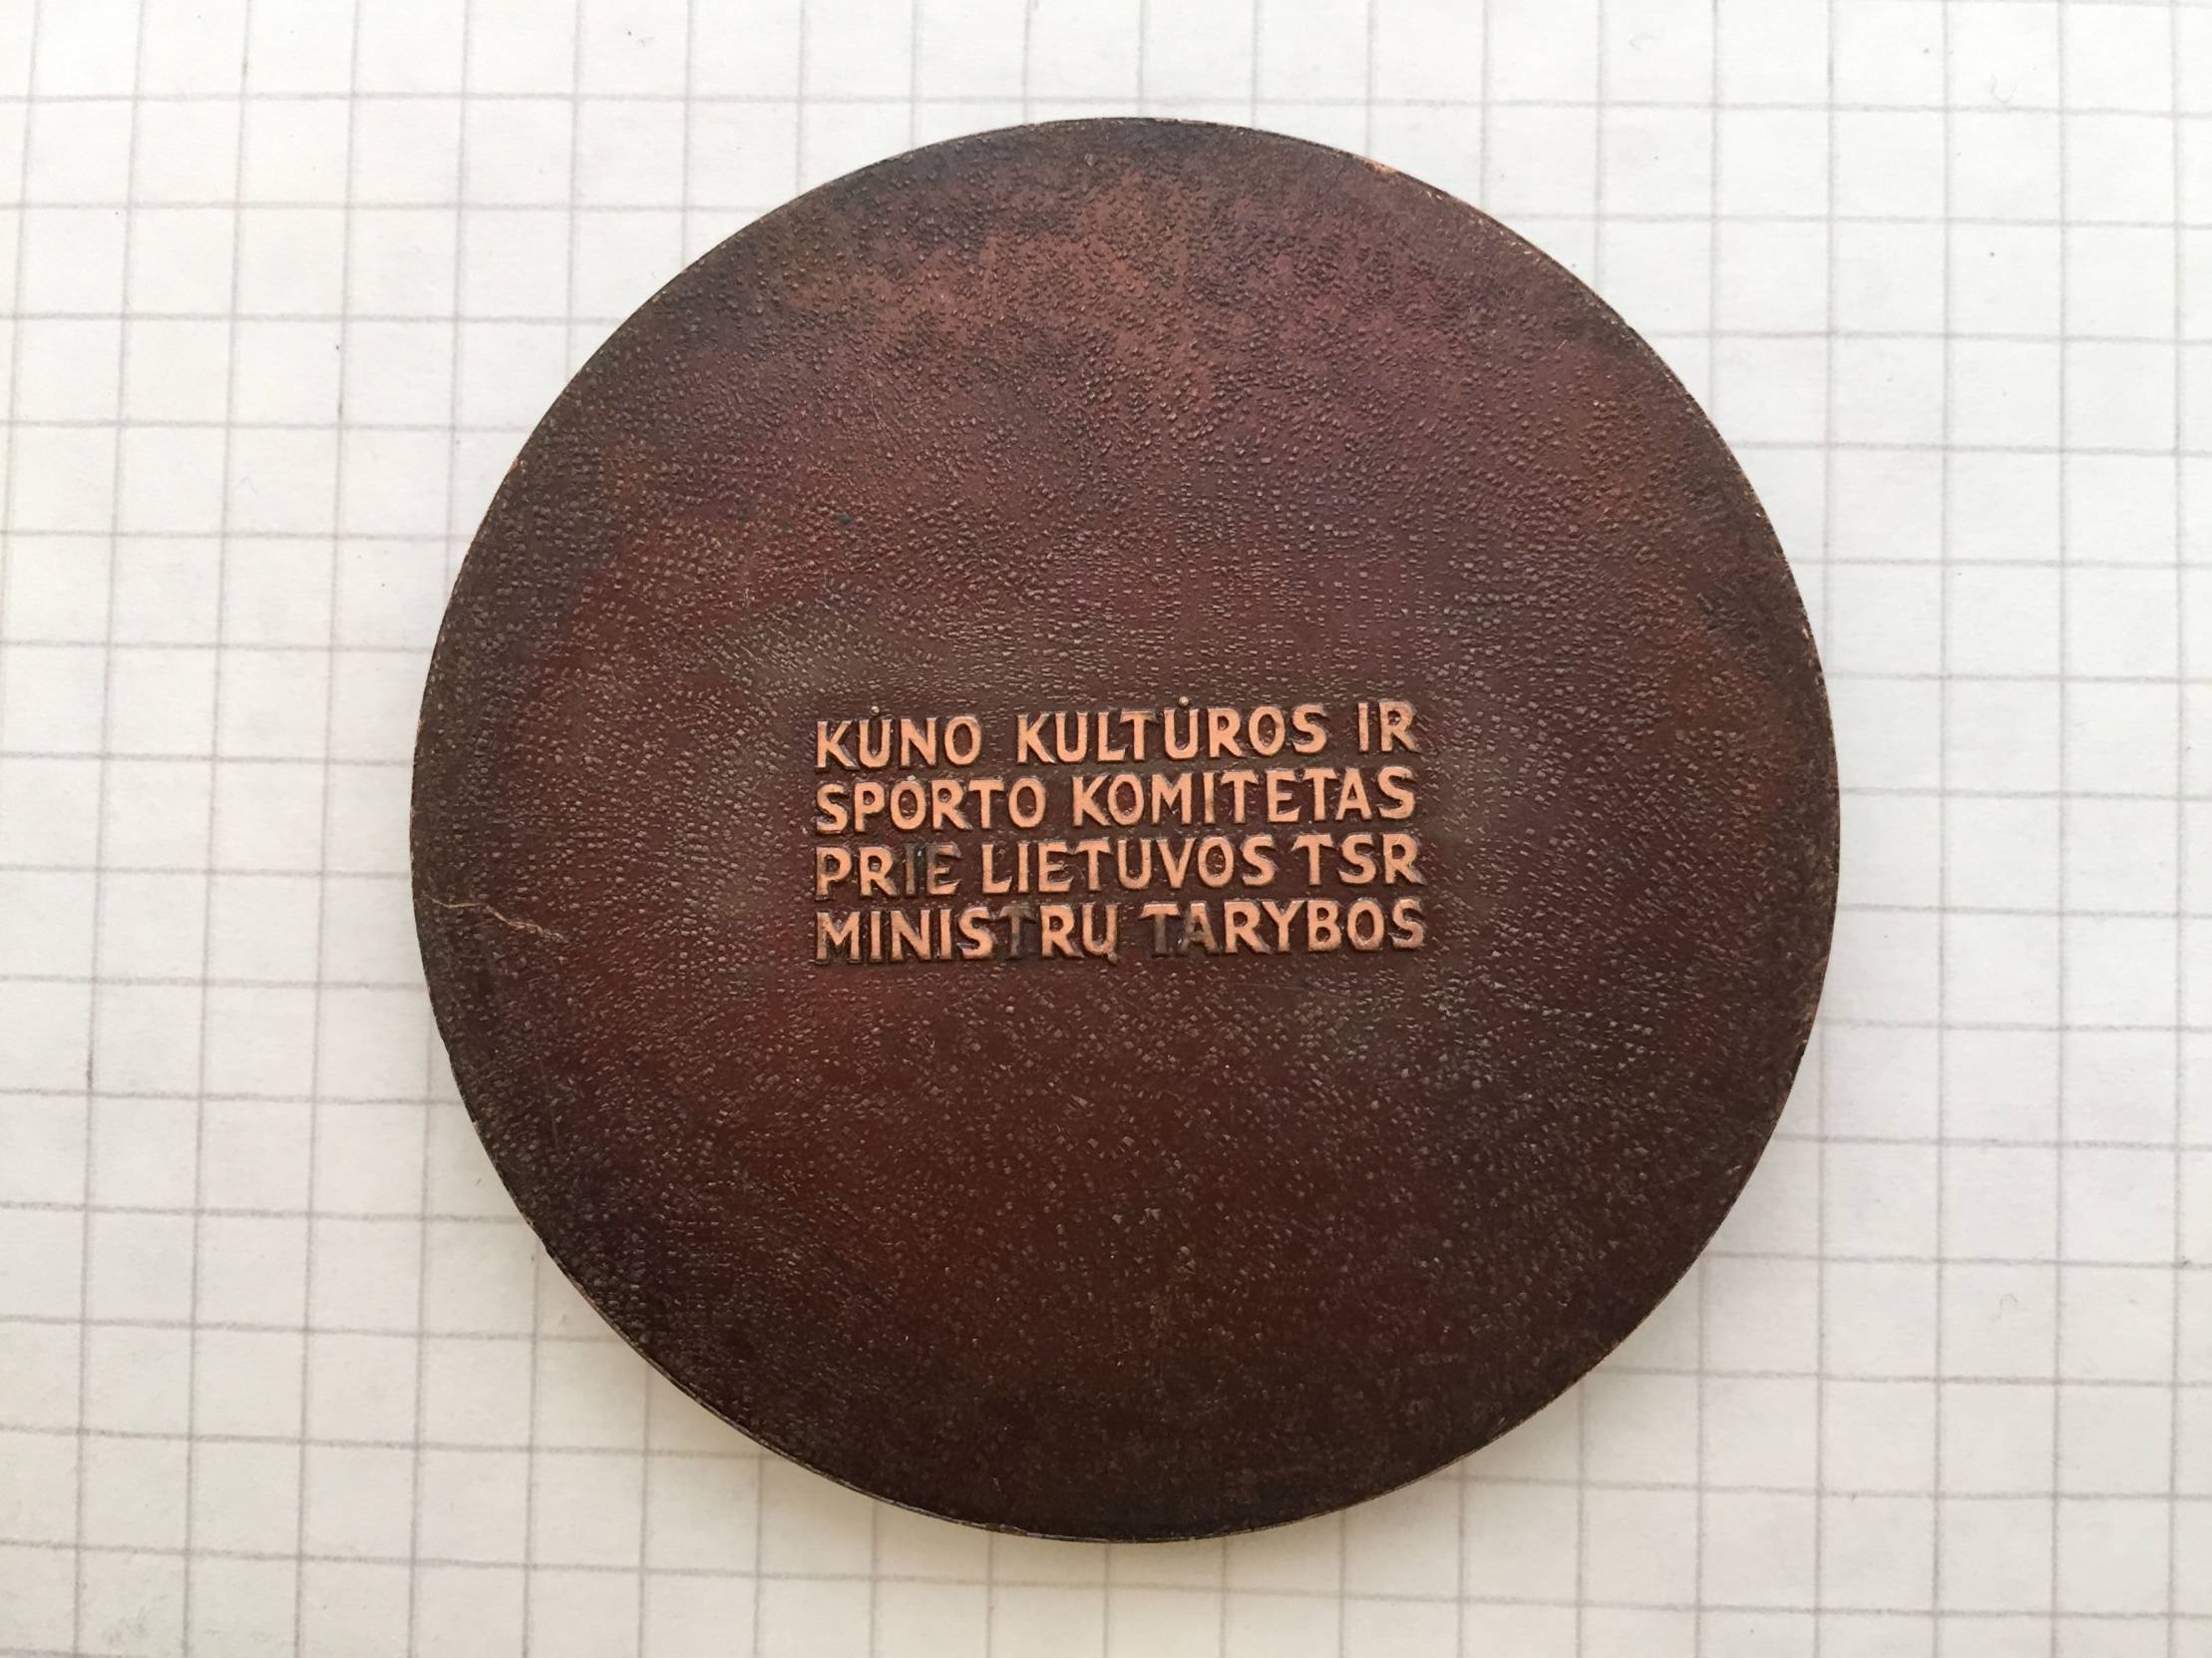 KŪNO KULTŪROS IR
SPORTO KOMITETAS
PRIE LIETUVOS TSR
MINISTRŲ TARYBOS